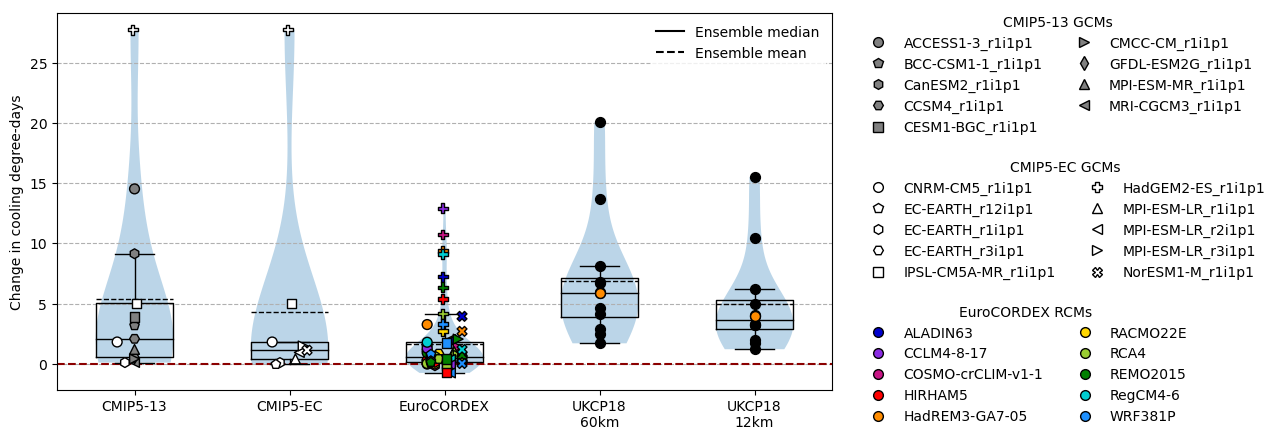 Change in cooling degree-days
25
20
15
10
5
0
Ensemble median
Ensemble mean
CMIP5-13
CMIP5-EC
EuroCORDEX
UKCP18
60km
UKCP18
12km
CMIP5-13 GCMs
ACCESS1-3_r1i1p1
BCC-CSM1-1_r1i1p1
CanESM2_r1i1p1
CCSM4_r1i1p1
CESM1-BGC_r1i1p1
CMCC-CM_r1i1p1
GFDL-ESM2G_r1i1p1
MPI-ESM-MR_r1i1p1
MRI-CGCM3_r1i1p1
CMIP5-EC GCMs
CNRM-CM5_r1i1p1
EC-EARTH_r12i1p1
EC-EARTH_r1i1p1
EC-EARTH_r3i1p1
IPSL-CM5A-MR_r1i1p1
HadGEM2-ES_r1i1p1
MPI-ESM-LR_r1i1p1
MPI-ESM-LR_r2i1p1
MPI-ESM-LR_r3i1p1
NorESM1-M_r1i1p1
EuroCORDEX RCMs
ALADIN63
CCLM4-8-17
COSMO-crCLIM-v1-1
HIRHAM5
HadREM3-GA7-05
RACMO22E
RCA4
REMO2015
RegCM4-6
WRF381P